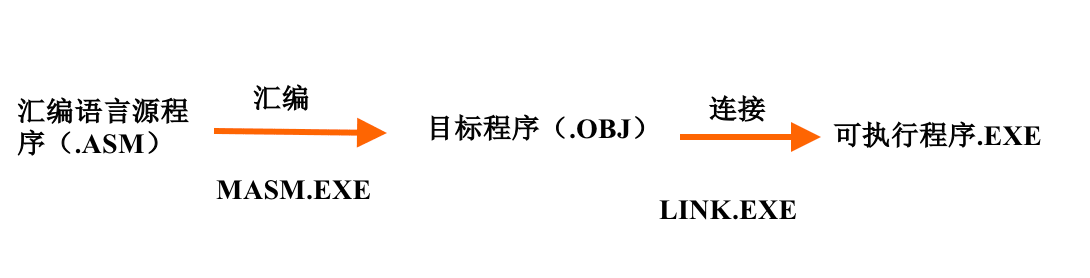 汇编语言源程
序（.ASM）
汇编
MASM.EXE
目标程序（.OBJ）
连接
LINK.EXE
可执行程序.EXE